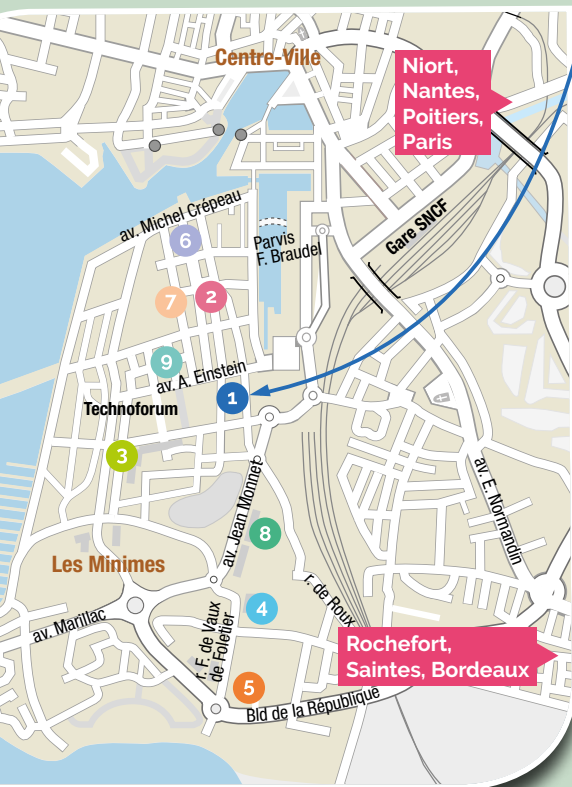 Centre-Ville
Niort,
Nantes,
Poitiers,
Paris
av. Michel Crépeau
6
Parvis
F. Braudel
Gare SNCF
7
2
9
av. A. Einstein
1
Technoforum
3
av. Jean Monnet
av. E. Normandin
8
Les Minimes
4
r. de Roux
av. Marillac
r. F. de Vaux
de Foletier
Rochefort,
Saintes, Bordeaux
5
Bld de la République